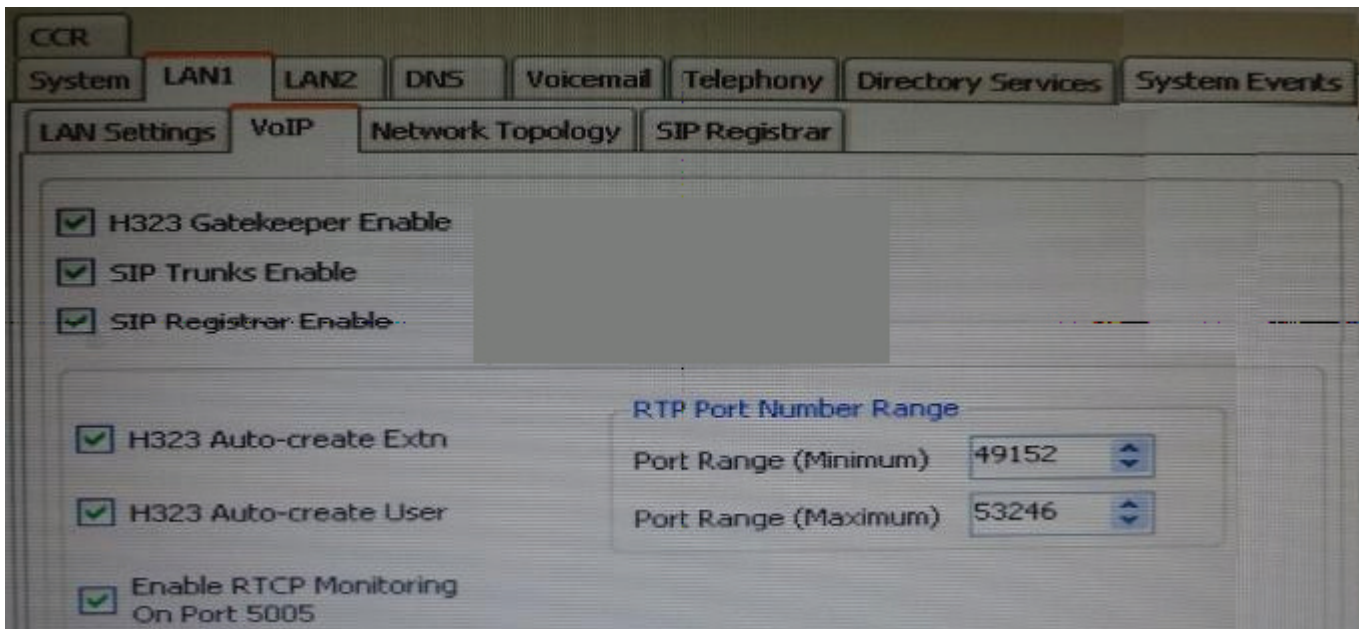 CCR
System LAN1 LAN2 DNS Voicemail Telephony Directory Services System Events
LAN Settings VoIP Network Topology SIP Registrar
H323 Gatekeeper Enable
SIP Trunks Enable
SIP Registrar Enable
RTP Port Number Range
H323 Auto-create Extn
Port Range (Minimum) 49152
H323 Auto-create User
Port Range (Maximum) 53246
Enable RTCP Monitoring
On Port 5005